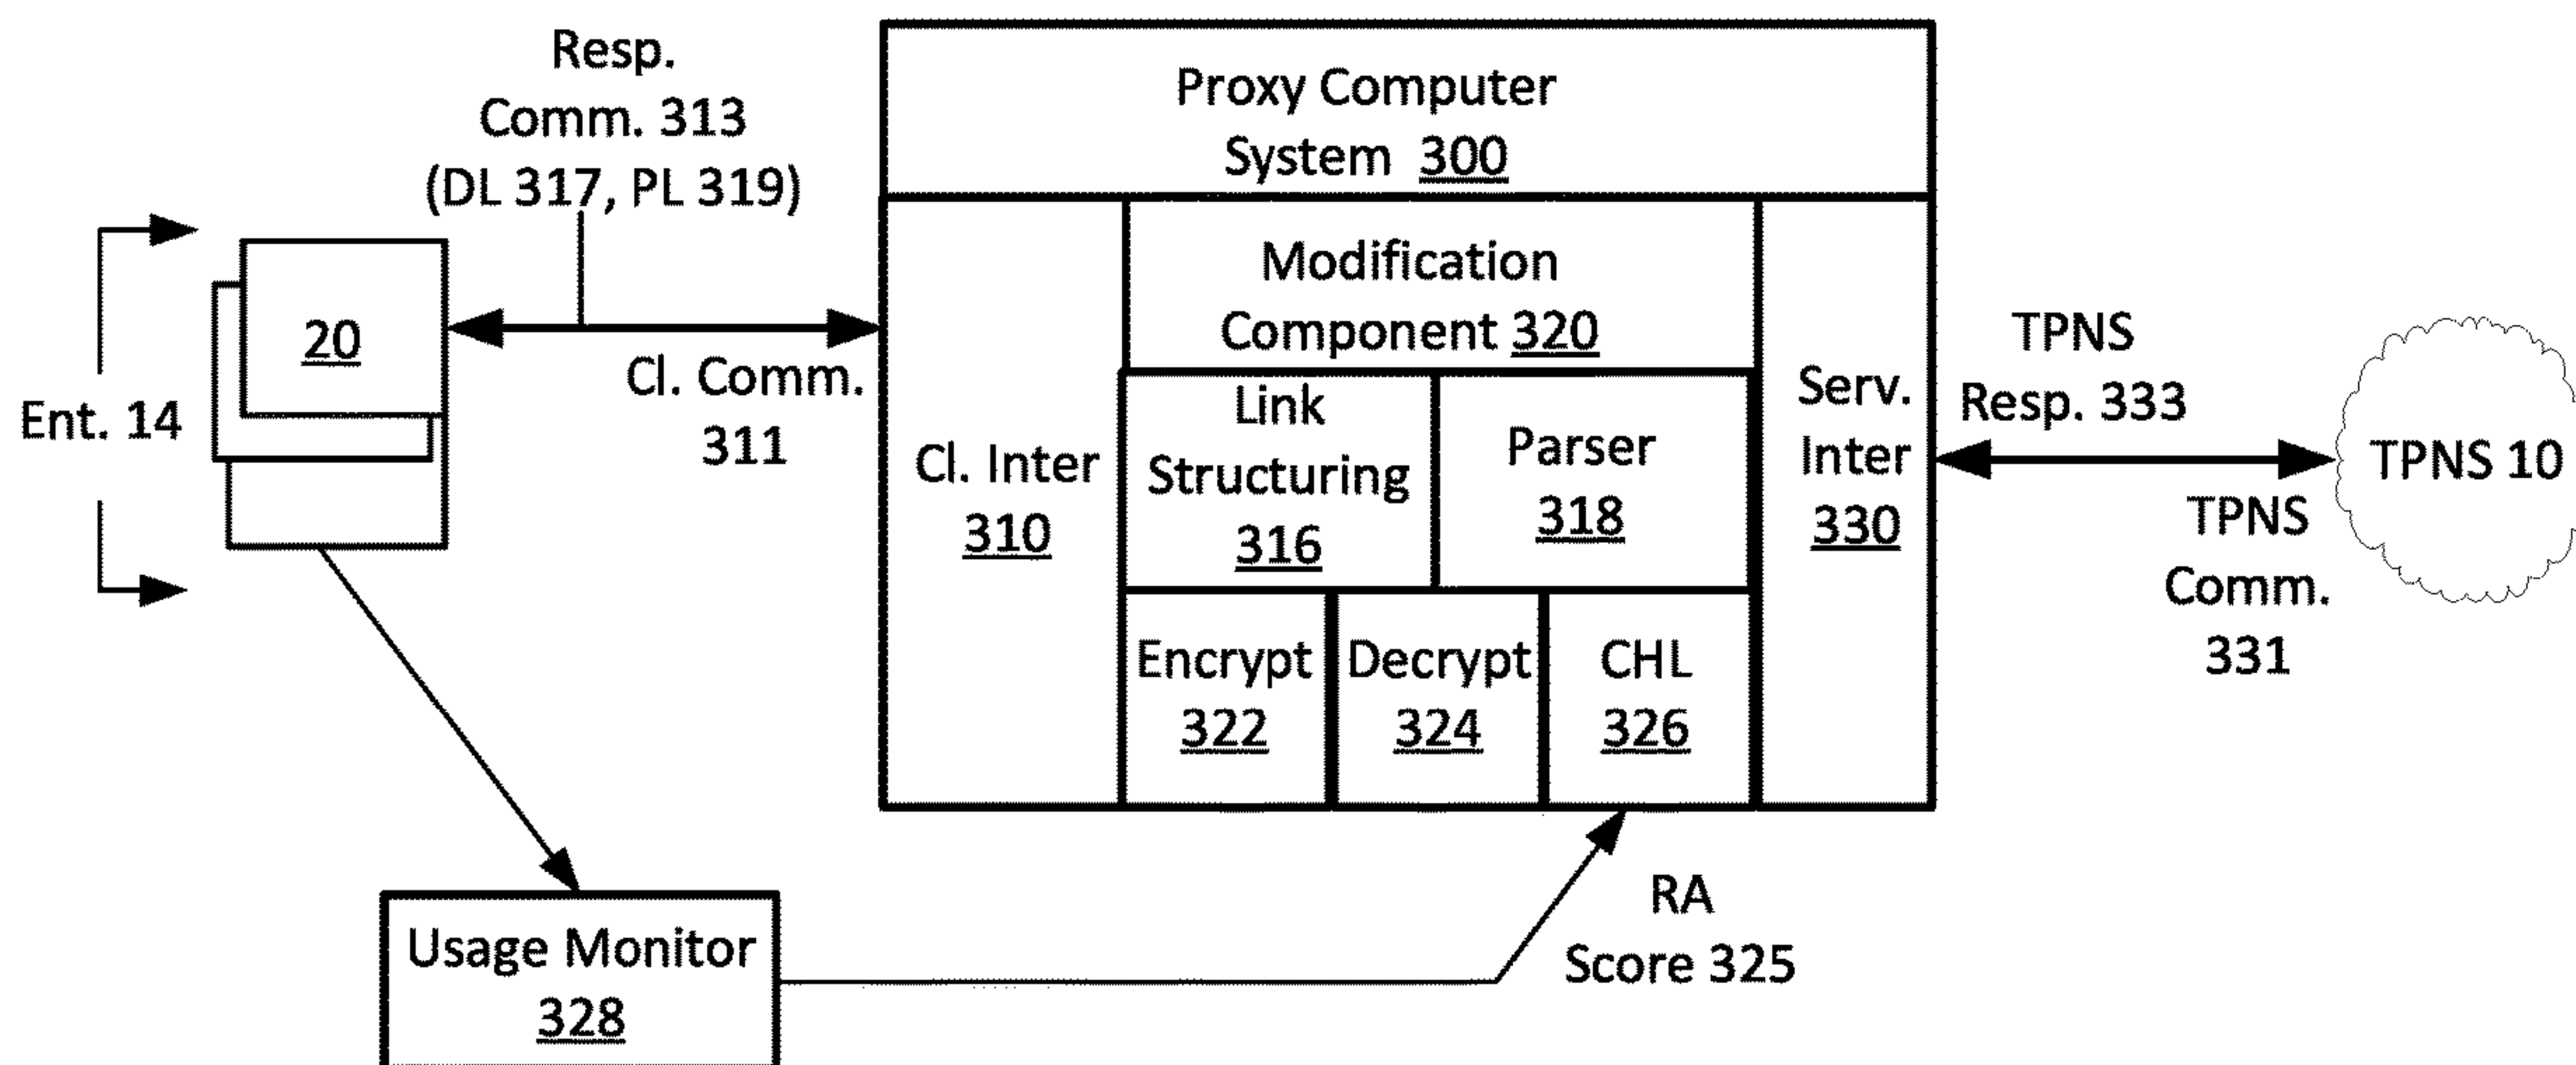 Resp.
Comm. 313
(DL 317, PL 319)
Ent. 14
20
Cl. Comm.
311
Proxy Computer
System 300
Cl. Inter
310
Modification
Component 320
Link
Structuring
316
Parser
318
Encrypt
322
Decrypt
324
CHL
326
Serv.
Inter
330
TPNS
Resp. 333
TPNS
Comm.
331
TPNS 10
Usage Monitor
328
RA
Score 325